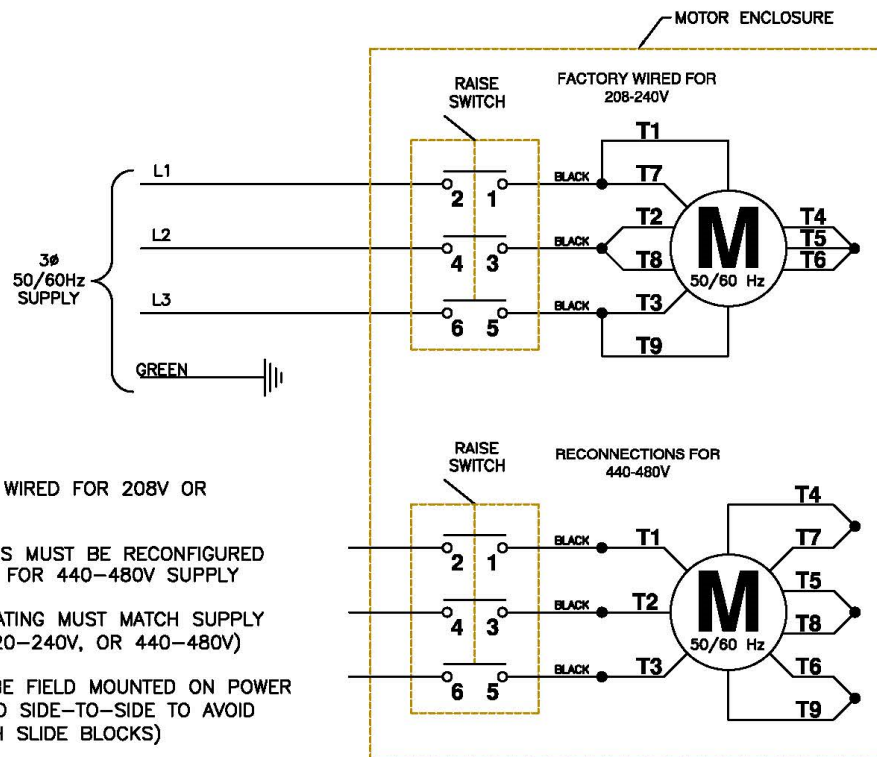 MOTOR ENCLOSURE
RAISE
SWITCH
FACTORY WIRED FOR
208-240V
T1
L1
2 1
BLACK
T7
T2
T4
L2
4 3
BLACK
M
T5
T8
50/60 Hz
T6
3ø
50/60Hz
SUPPLY
L3
6 5
BLACK
T3
T9
GREEN
RAISE
SWITCH
RECONNECTIONS FOR
440-480V
WIRED FOR 208V OR
T4
S MUST BE RECONFIGURED
FOR 440-480V SUPPLY
2 1
BLACK
T1
T7
T5
ATING MUST MATCH SUPPLY
20-240V, OR 440-480V)
4 3
BLACK
T2
M
T8
50/60 Hz
T6
6 5
BLACK
T3
T9
E FIELD MOUNTED ON POWER
SIDE-TO-SIDE TO AVOID
SLIDE BLOCKS)